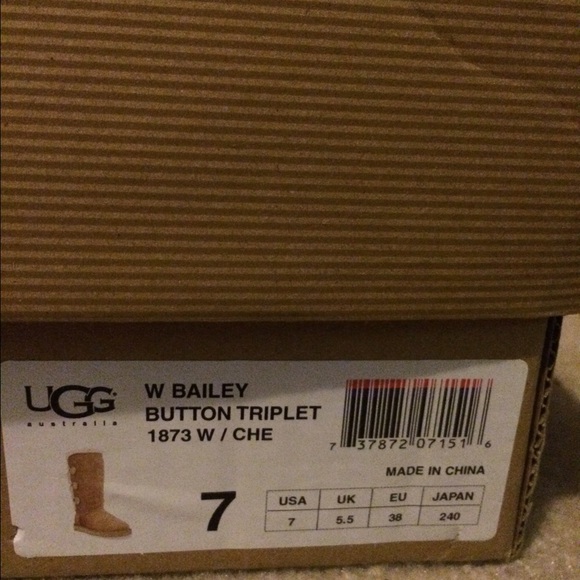 UGG
australia
W BAILEY
BUTTON TRIPLET
1873 W / CHE
7 37872 07151 6
MADE IN CHINA
7
USA UK EU JAPAN
7 5.5 38 240